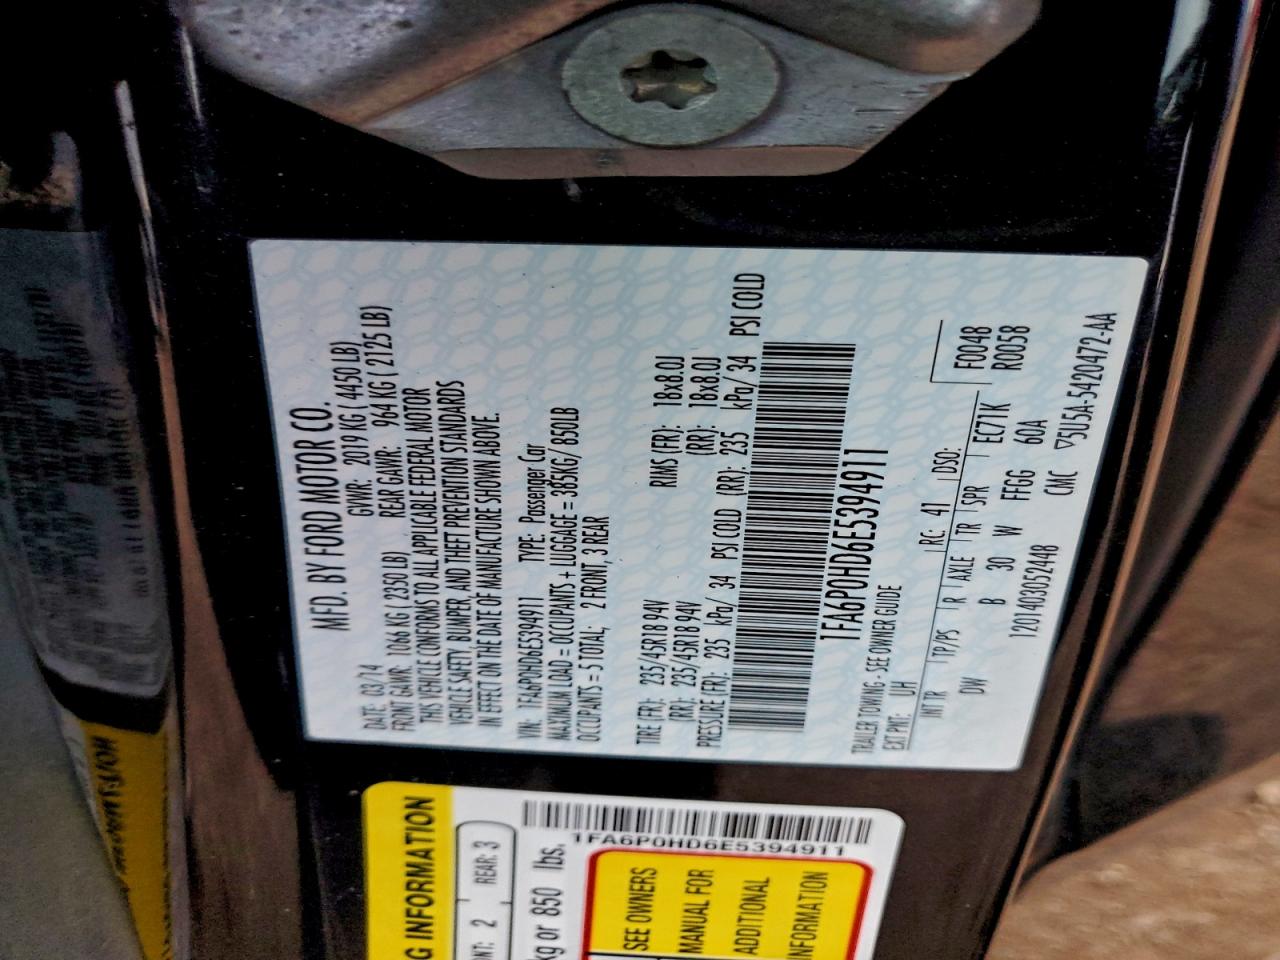 MFD. BY FORD MOTOR CO.
DATE: 03/14 GVWR: 2019 KG ( 4450 LB)
FRONT GAWR: 1066 KG ( 2350 LB) REAR GAWR: 964 KG ( 2125 LB)
THIS VEHICLE CONFORMS TO ALL APPLICABLE FEDERAL MOTOR
VEHICLE SAFETY, BUMPER, AND THEFT PREVENTION STANDARDS
IN EFFECT ON THE DATE OF MANUFACTURE SHOWN ABOVE.
VIN: 1FA6P0HD6E5394911 TYPE: Passenger Car
MAXIMUM LOAD = OCCUPANTS + LUGGAGE = 385KG/ 850LB
OCCUPANTS = 5 TOTAL; 2 FRONT, 3 REAR
TIRE (FR): 235/45R18 94V RIMS (FR): 18x8.0J
(RR): 235/45R18 94V (RR): 18x8.0J
PRESSURE (FR): 235 kPa/ 34 PSI COLD (RR): 235 kPa/ 34 PSI COLD
1FA6P0HD6E5394911
TRAILER TOWING - SEE OWNER GUIDE
EXT PNT: UH RC: 41 DSO:
INT TR TP/PS R AXLE TR SPR F0048
DW B 30 W FFGG EC71K R0058
60A
12014030524448 CMC ▽5U5A-5420472-AA
G INFORMATION
NT: 2 REAR: 3
kg or 850 lbs.
1FA6P0HD6E5394911
SEE OWNERS
MANUAL FOR
ADDITIONAL
INFORMATION